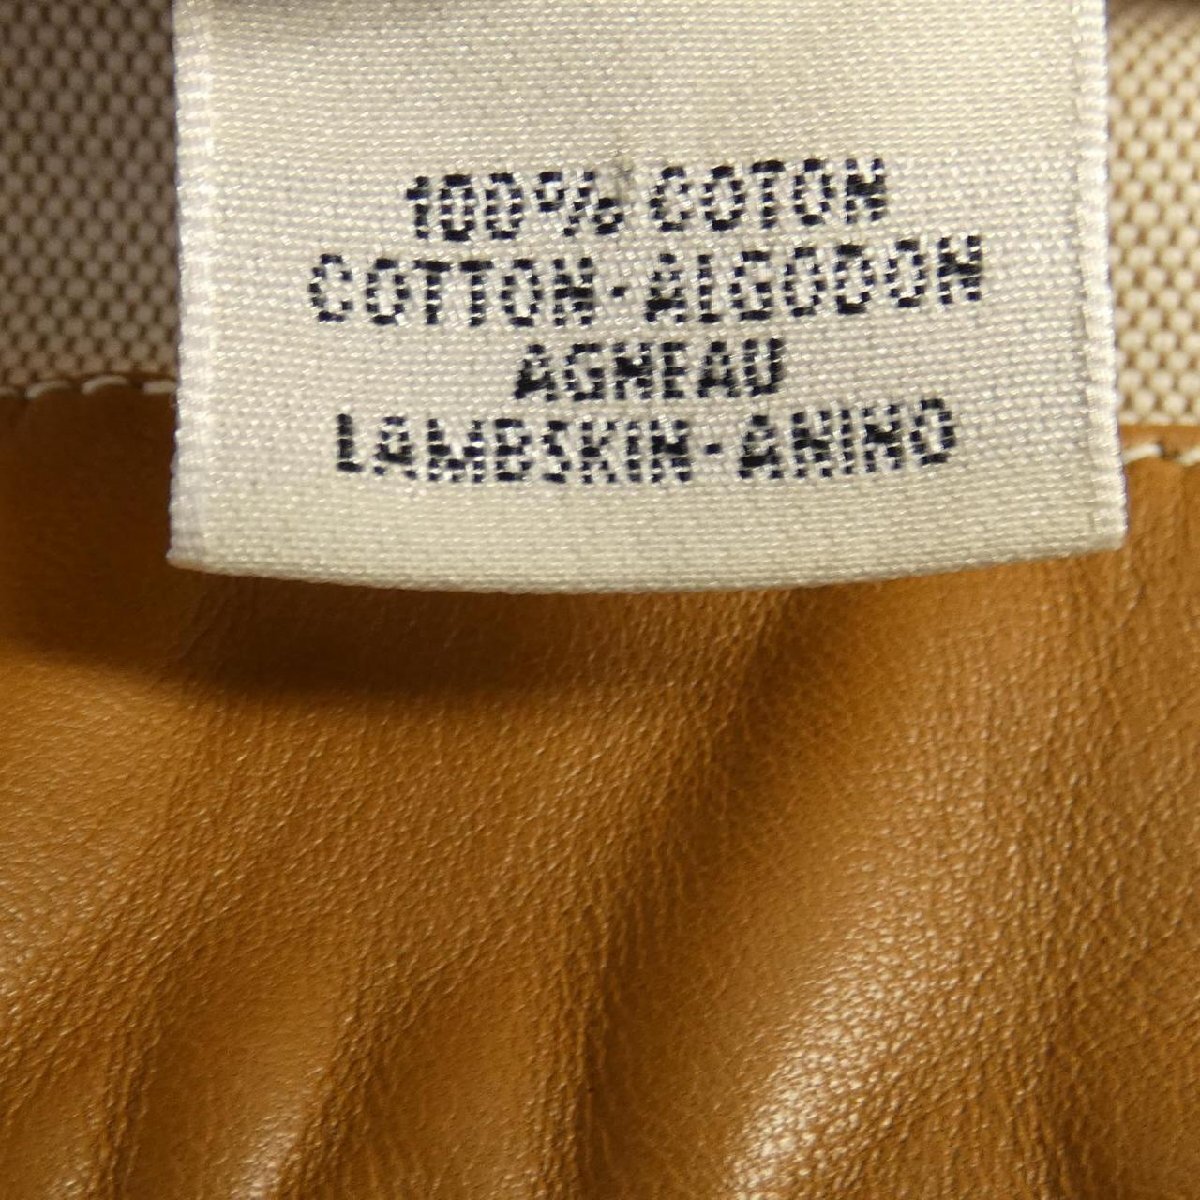 100% COTON
COTTON·ALGODON
AGNEAU
LAMBSKIN·ANINO